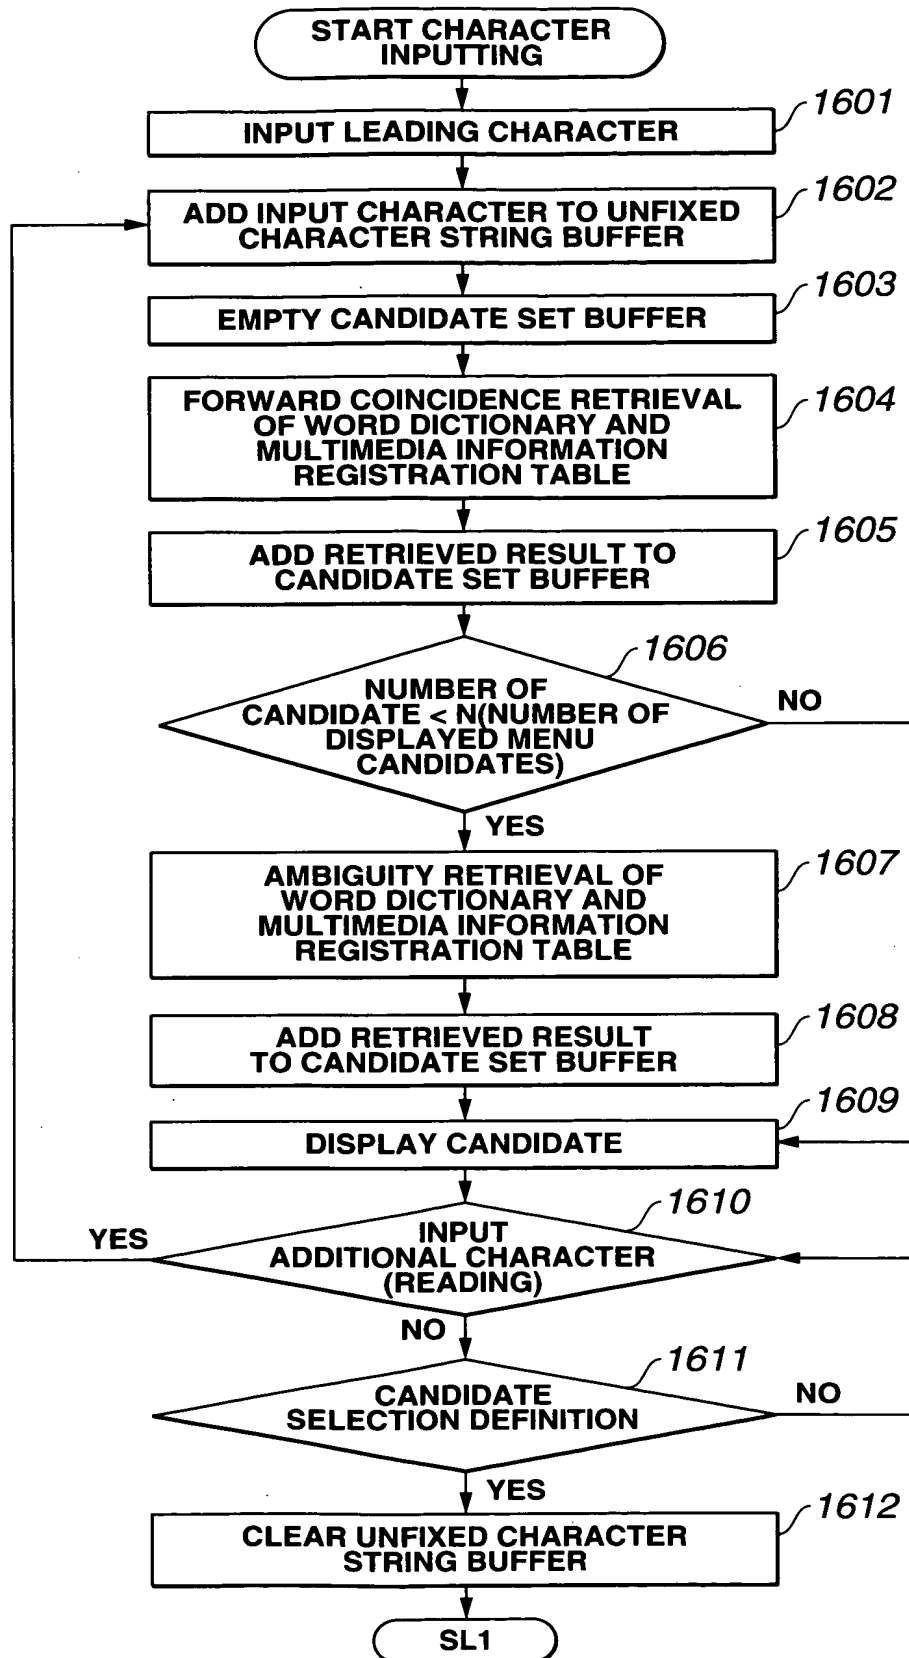 START CHARACTER
INPUTTING
1601
INPUT LEADING CHARACTER
1602
ADD INPUT CHARACTER TO UNFIXED
CHARACTER STRING BUFFER
1603
EMPTY CANDIDATE SET BUFFER
1604
FORWARD COINCIDENCE RETRIEVAL
OF WORD DICTIONARY AND
MULTIMEDIA INFORMATION
REGISTRATION TABLE
1605
ADD RETRIEVED RESULT TO
CANDIDATE SET BUFFER
1606
NUMBER OF
CANDIDATE < N(NUMBER OF
DISPLAYED MENU
CANDIDATES)
NO
YES
1607
AMBIGUITY RETRIEVAL OF
WORD DICTIONARY AND
MULTIMEDIA INFORMATION
REGISTRATION TABLE
1608
ADD RETRIEVED RESULT
TO CANDIDATE SET BUFFER
1609
DISPLAY CANDIDATE
1610
YES
INPUT
ADDITIONAL CHARACTER
(READING)
NO
1611
CANDIDATE
SELECTION DEFINITION
NO
YES
1612
CLEAR UNFIXED CHARACTER
STRING BUFFER
SL1